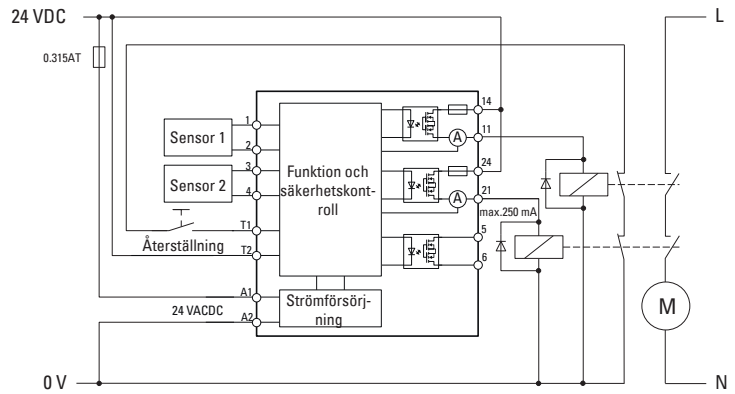 24 VDC
L
0.315AT
14
11
24
21
5
6
1
2
3
4
T1
T2
A1
A2
Sensor 1
Sensor 2
Funktion och
säkerhetskont-
roll
A
A
max.250 mA
Återställning
24 VACDC
Strömförsörj-
ning
M
0 V
N